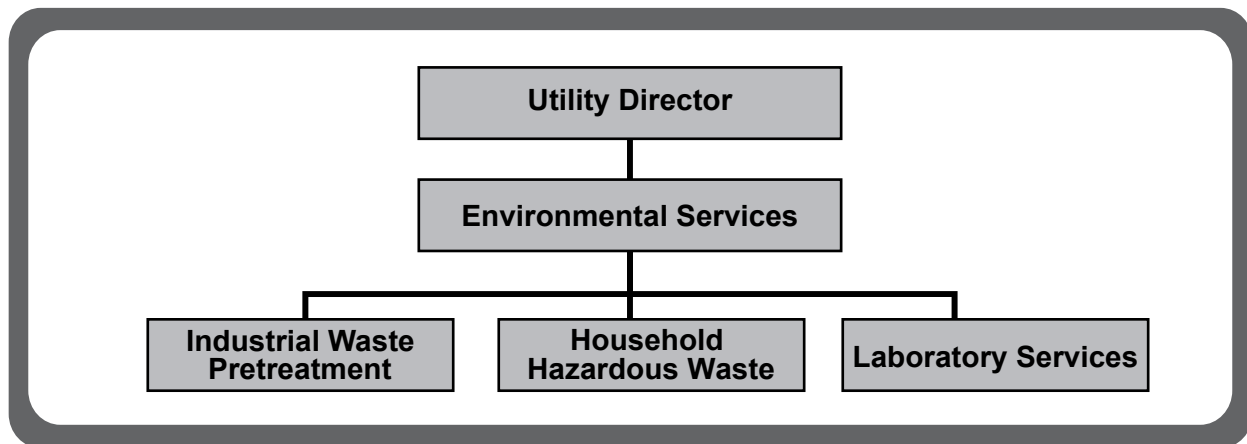 Utility Director
Environmental Services
Industrial Waste
Pretreatment
Household
Hazardous Waste
Laboratory Services